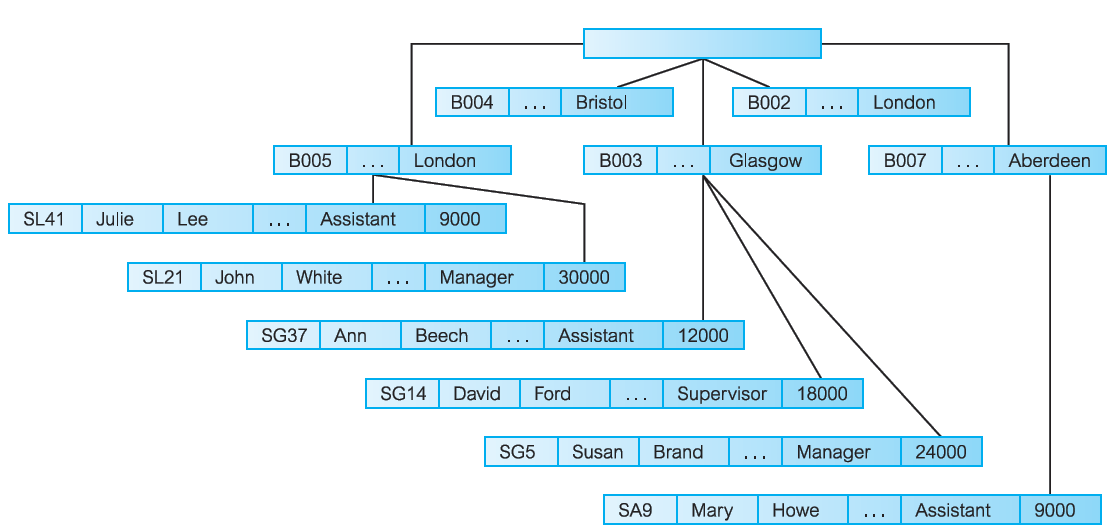 B004 ... Bristol
B002 ... London
B005 ... London
B003 ... Glasgow
B007 ... Aberdeen
SL41 Julie Lee ... Assistant 9000
SL21 John White ... Manager 30000
SG37 Ann Beech ... Assistant 12000
SG14 David Ford ... Supervisor 18000
SG5 Susan Brand ... Manager 24000
SA9 Mary Howe ... Assistant 9000